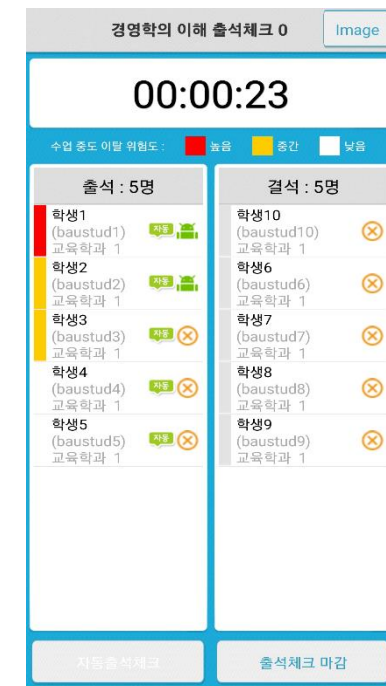 경영학의 이해 출석체크 0
Image
00:00:23
수업 중도 이탈 위험도 : 높음 중간 낮음
출석 : 5명
학생1
(baustud1)
자동
교육학과 1
학생2
(baustud2)
자동
교육학과 1
학생3
(baustud3)
자동
교육학과 1
학생4
(baustud4)
자동
교육학과 1
학생5
(baustud5)
자동
교육학과 1
결석 : 5명
학생10
(baustud10)
교육학과 1
학생6
(baustud6)
교육학과 1
학생7
(baustud7)
교육학과 1
학생8
(baustud8)
교육학과 1
학생9
(baustud9)
교육학과 1
자동출석체크
출석체크 마감